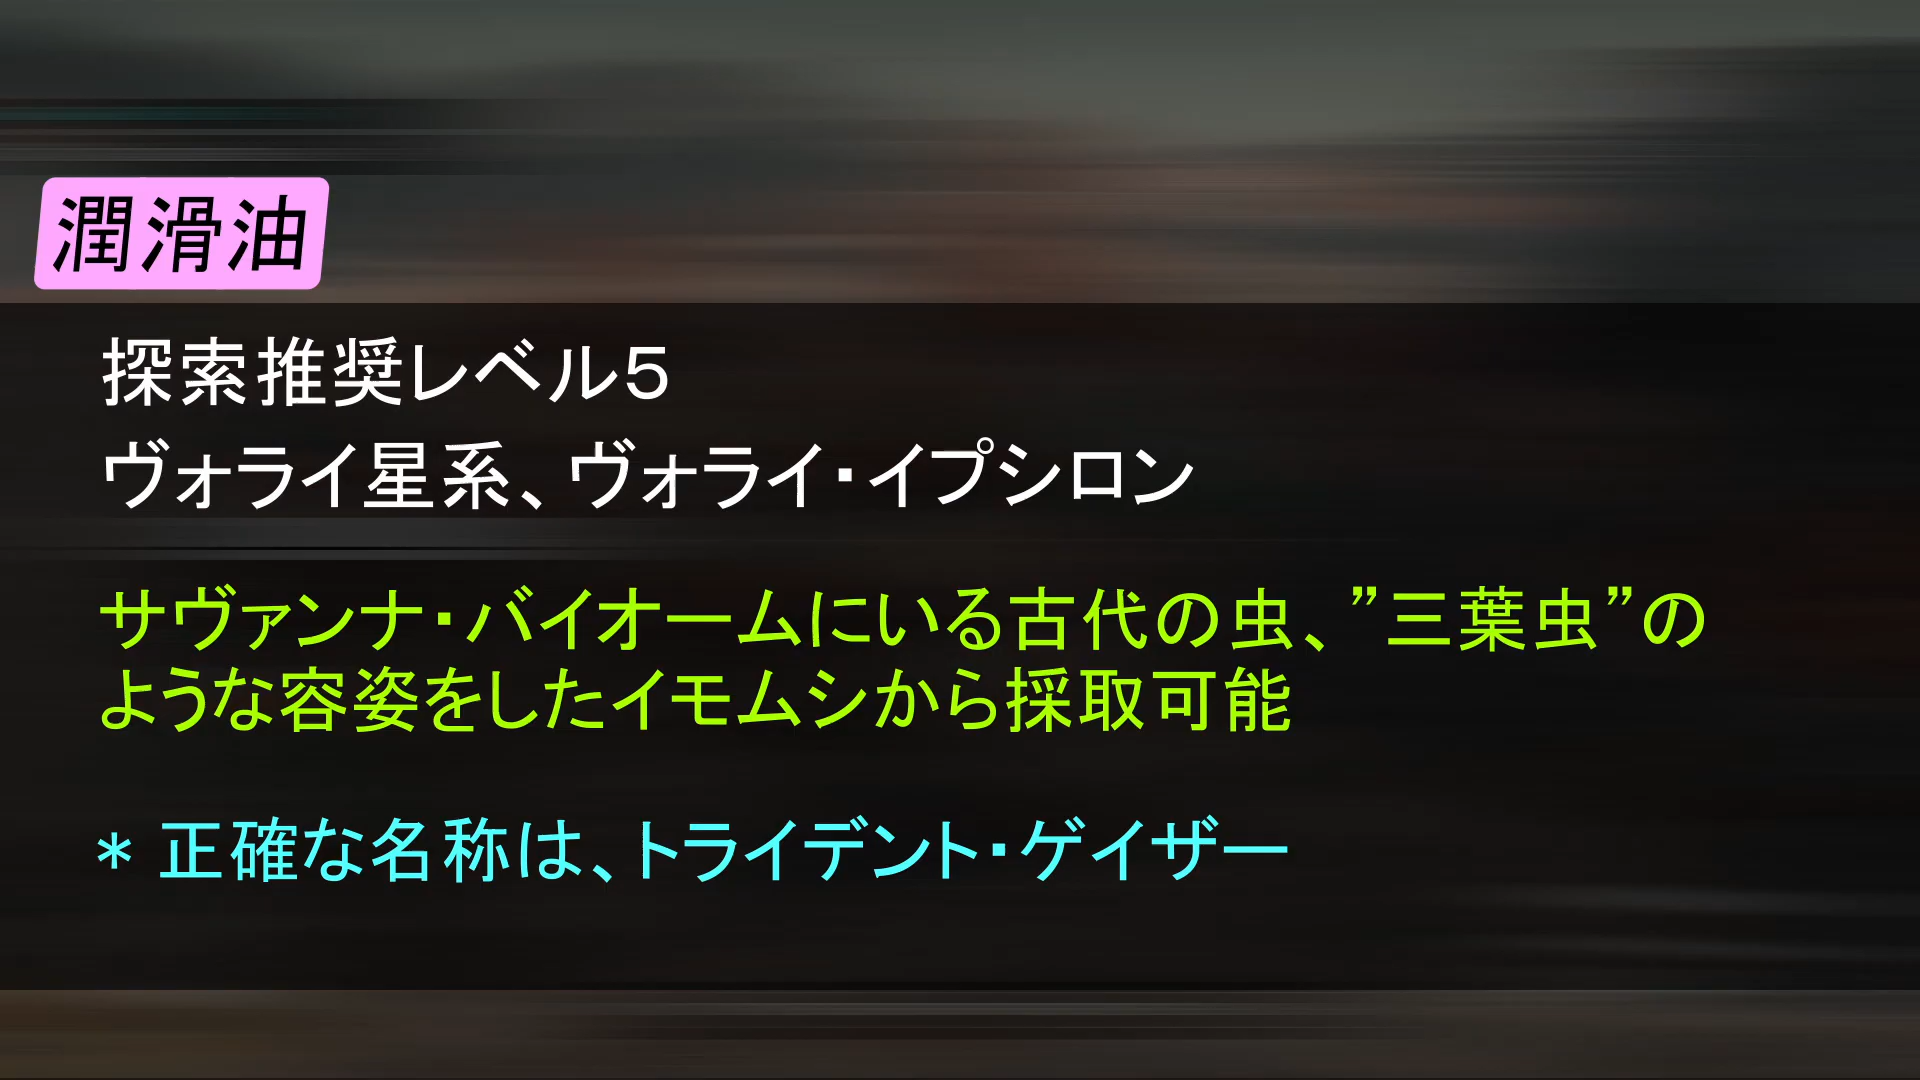 潤滑油
探索推奨レベル5
ヴォライ星系、ヴォライ・イプシロン
サヴァンナ・バイオームにいる古代の虫、”三葉虫”の
ような容姿をしたイモムシから採取可能
* 正確な名称は、トライデント・ゲイザー